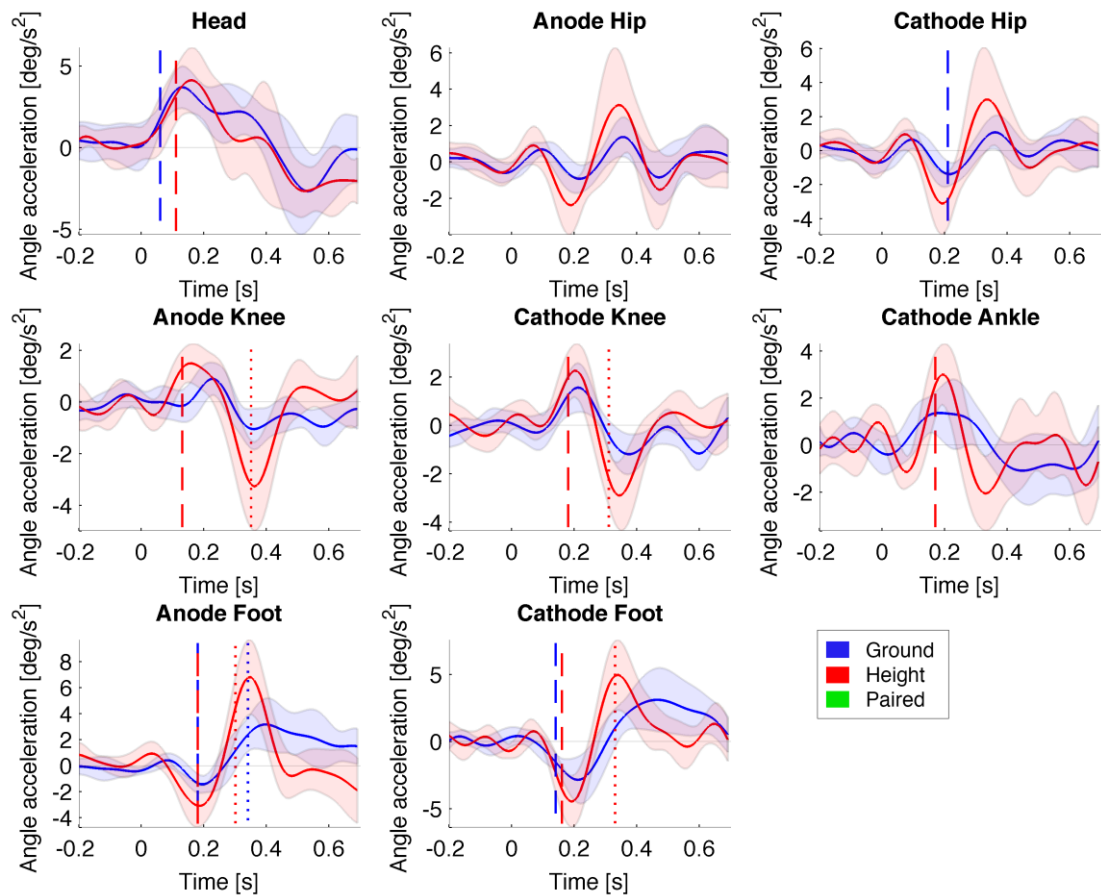 Head
Angle acceleration [deg/s²]
5
0
-5
-0.2 0 0.2 0.4 0.6
Time [s]
Anode Hip
Angle acceleration [deg/s²]
6
4
2
0
-2
-4
-0.2 0 0.2 0.4 0.6
Time [s]
Cathode Hip
Angle acceleration [deg/s²]
6
4
2
0
-2
-4
-0.2 0 0.2 0.4 0.6
Time [s]
Anode Knee
Angle acceleration [deg/s²]
2
0
-2
-4
-0.2 0 0.2 0.4 0.6
Time [s]
Cathode Knee
Angle acceleration [deg/s²]
2
0
-2
-4
-0.2 0 0.2 0.4 0.6
Time [s]
Cathode Ankle
Angle acceleration [deg/s²]
4
2
0
-2
-0.2 0 0.2 0.4 0.6
Time [s]
Anode Foot
Angle acceleration [deg/s²]
8
6
4
2
0
-2
-4
-0.2 0 0.2 0.4 0.6
Time [s]
Cathode Foot
Angle acceleration [deg/s²]
5
0
-5
-0.2 0 0.2 0.4 0.6
Time [s]
Ground
Height
Paired